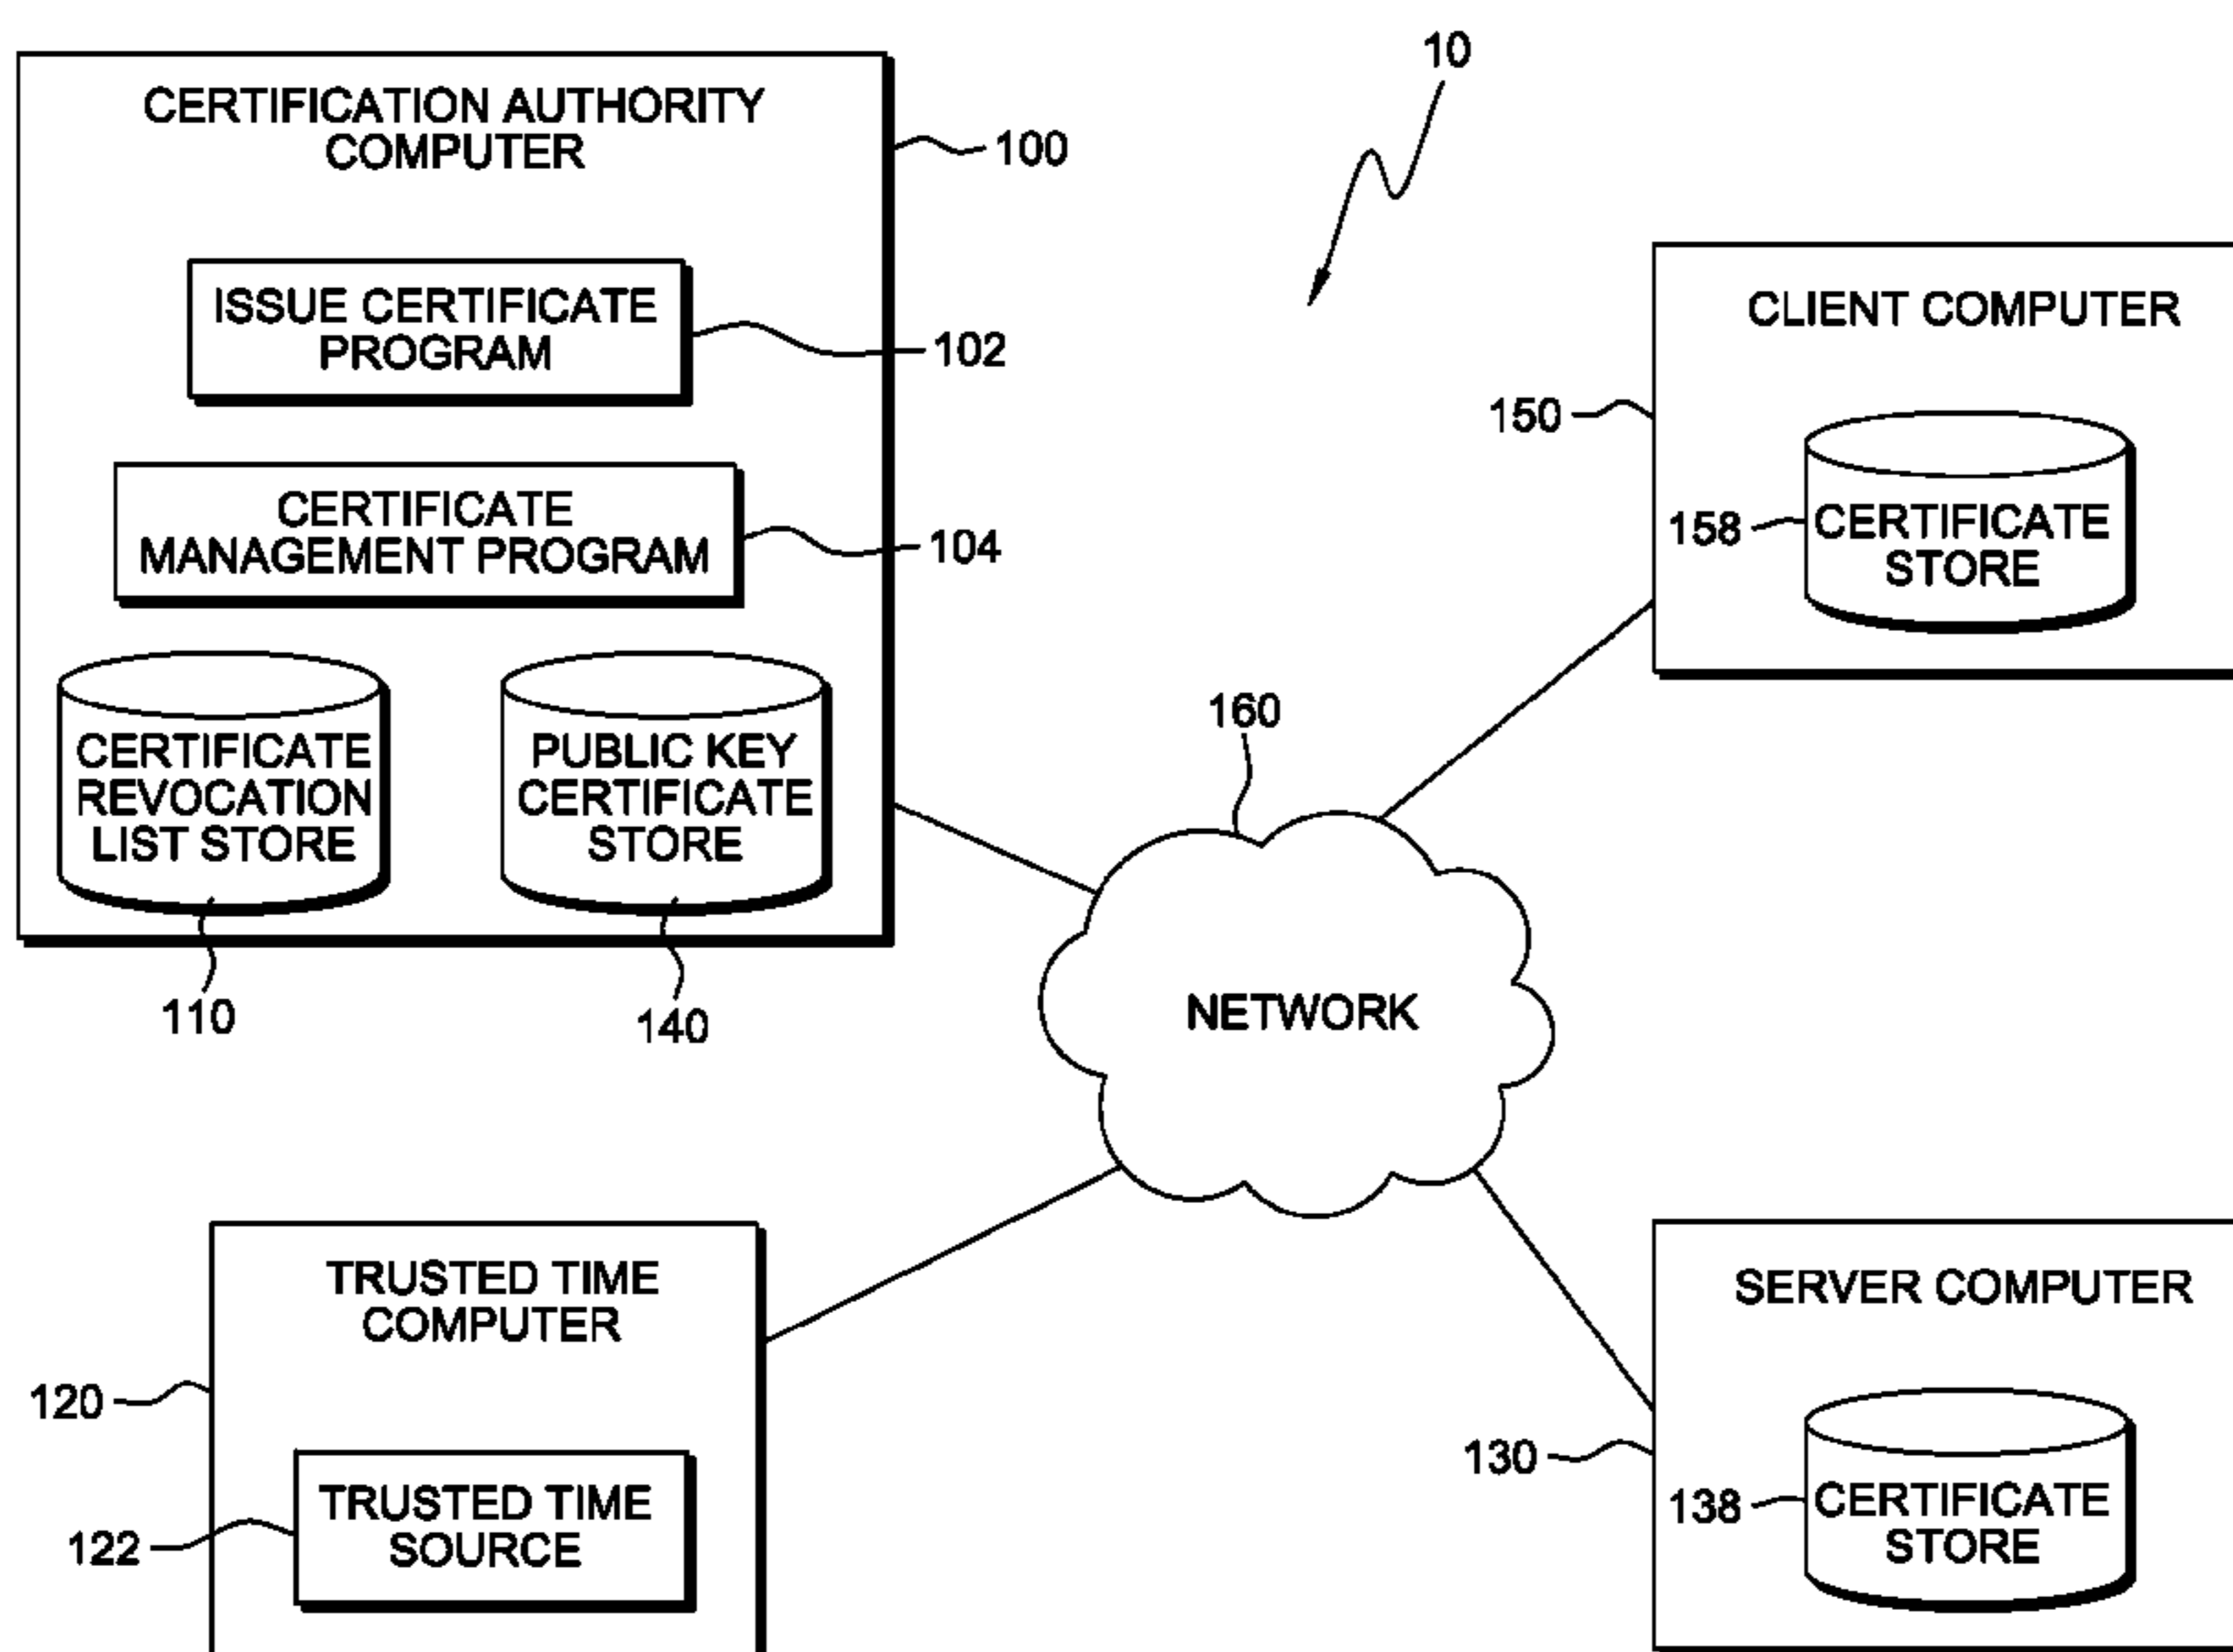 10
CERTIFICATION AUTHORITY
COMPUTER
100
ISSUE CERTIFICATE
PROGRAM
102
CERTIFICATE
MANAGEMENT PROGRAM
104
CERTIFICATE
REVOCATION
LIST STORE
110
PUBLIC KEY
CERTIFICATE
STORE
140
CLIENT COMPUTER
150
158
CERTIFICATE
STORE
160
NETWORK
TRUSTED TIME
COMPUTER
120
TRUSTED TIME
SOURCE
122
SERVER COMPUTER
130
138
CERTIFICATE
STORE